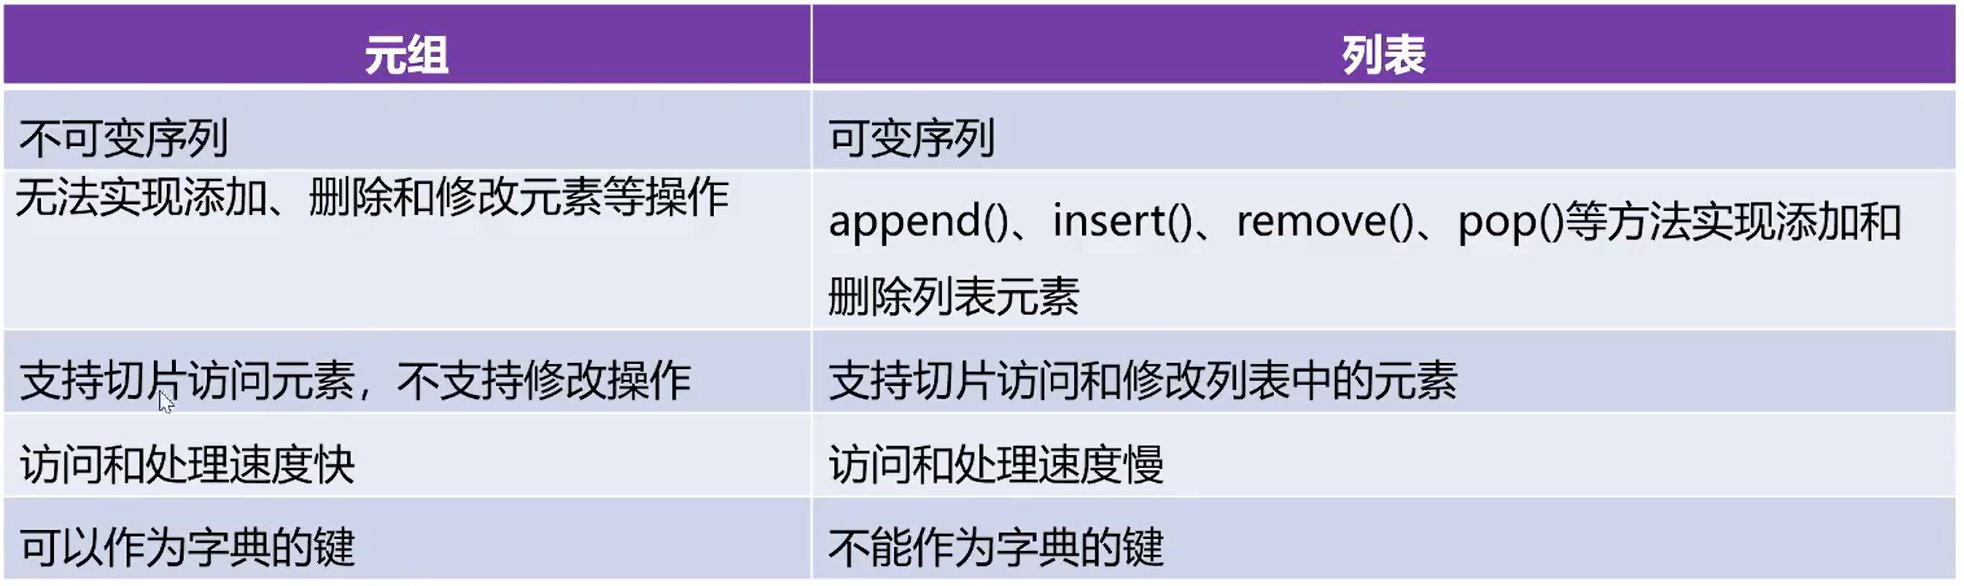 元组
列表
不可变序列
可变序列
无法实现添加、删除和修改元素等操作
append()、insert()、remove()、pop()等方法实现添加和
删除列表元素
支持切片访问元素，不支持修改操作
支持切片访问和修改列表中的元素
访问和处理速度快
访问和处理速度慢
可以作为字典的键
不能作为字典的键